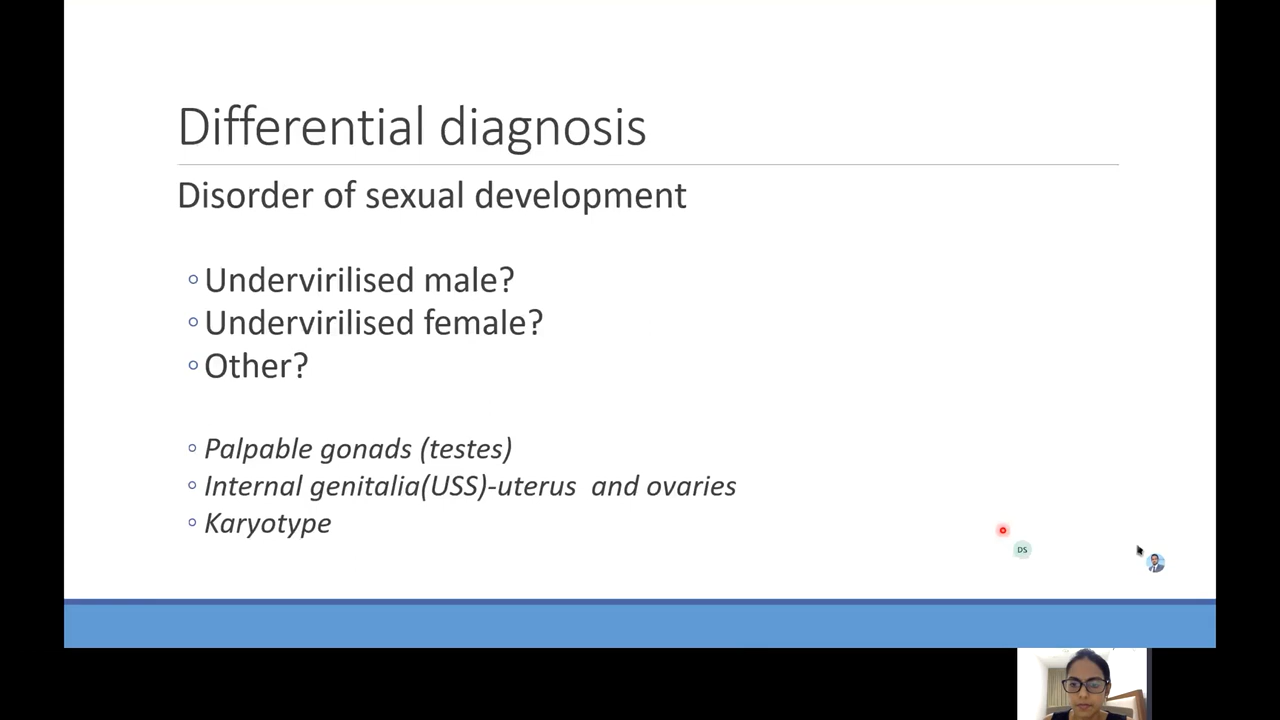 Differential diagnosis
Disorder of sexual development
Undervirilised male?
Undervirilised female?
Other?
Palpable gonads (testes)
Internal genitalia(USS)-uterus and ovaries
Karyotype
DS